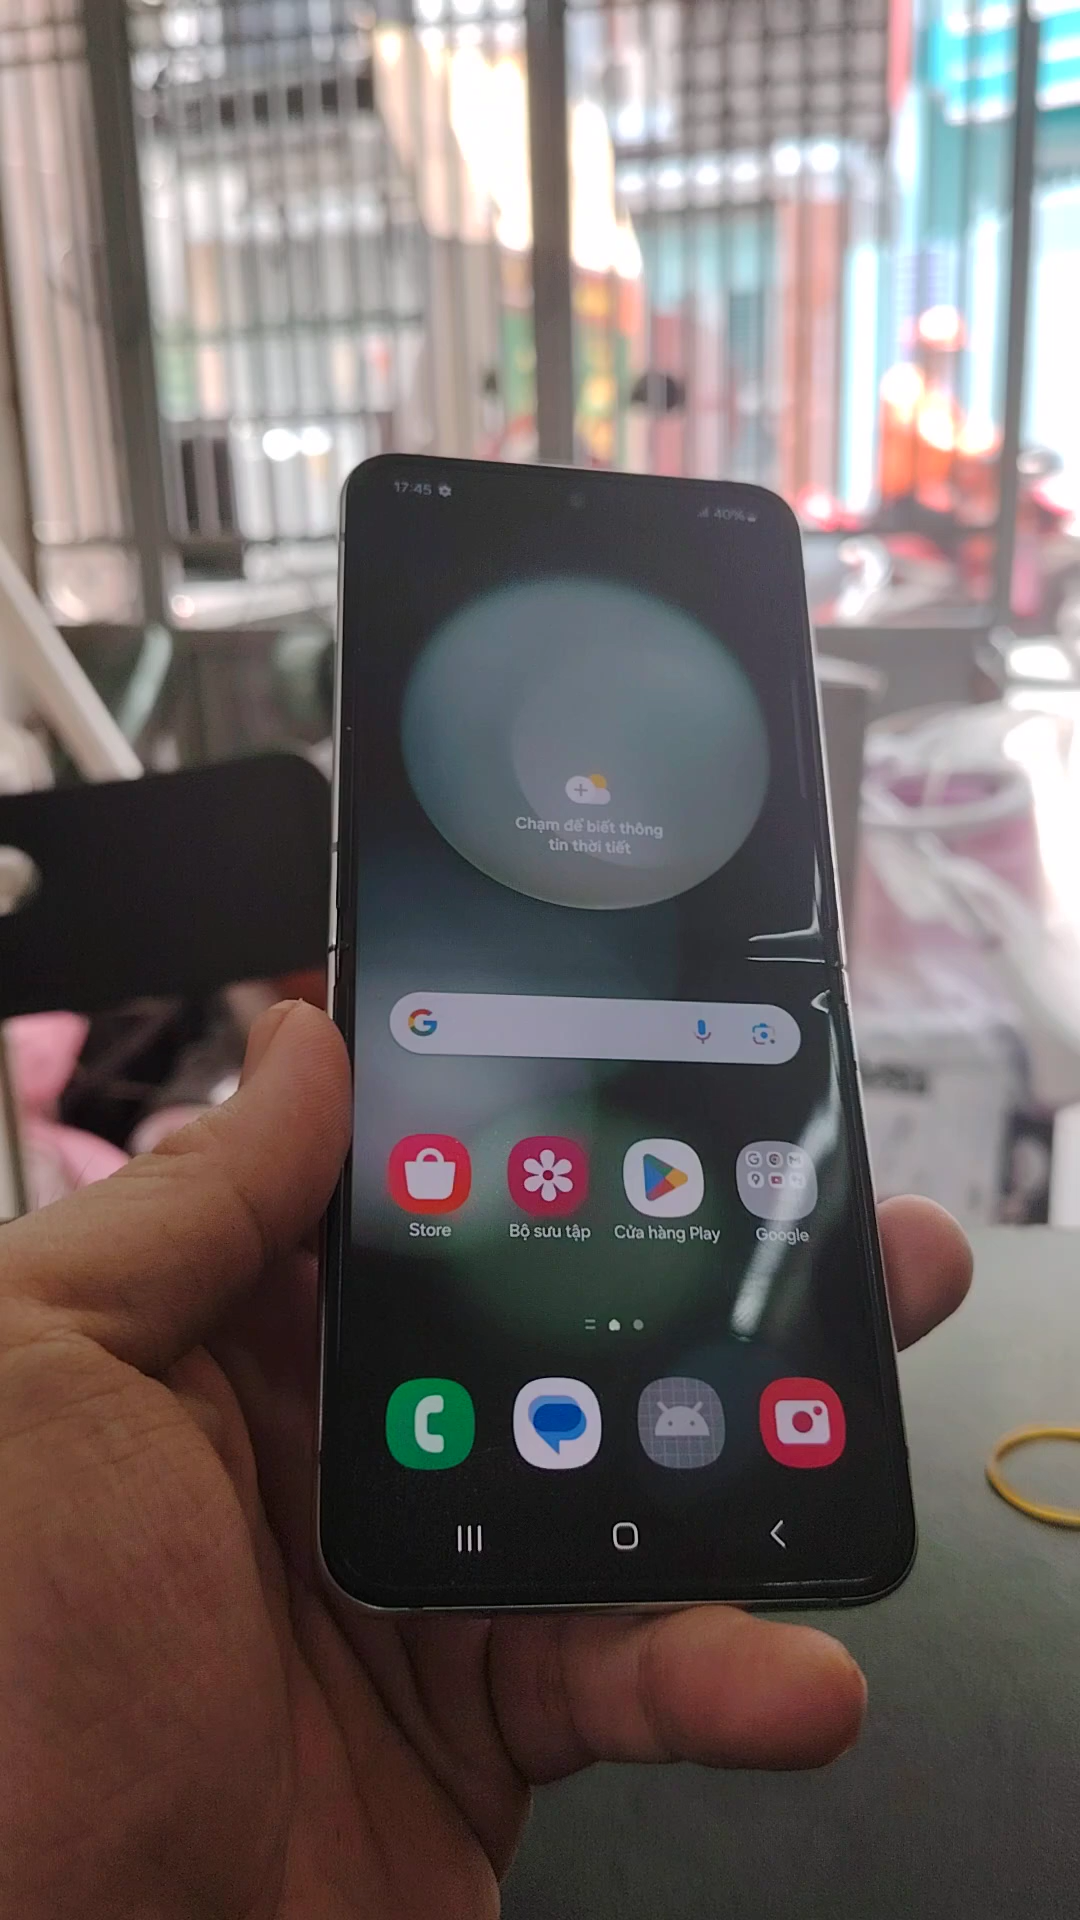 17:45
40%
Chạm để biết thông
tin thời tiết
Store
Bộ sưu tập
Cửa hàng Play
Google